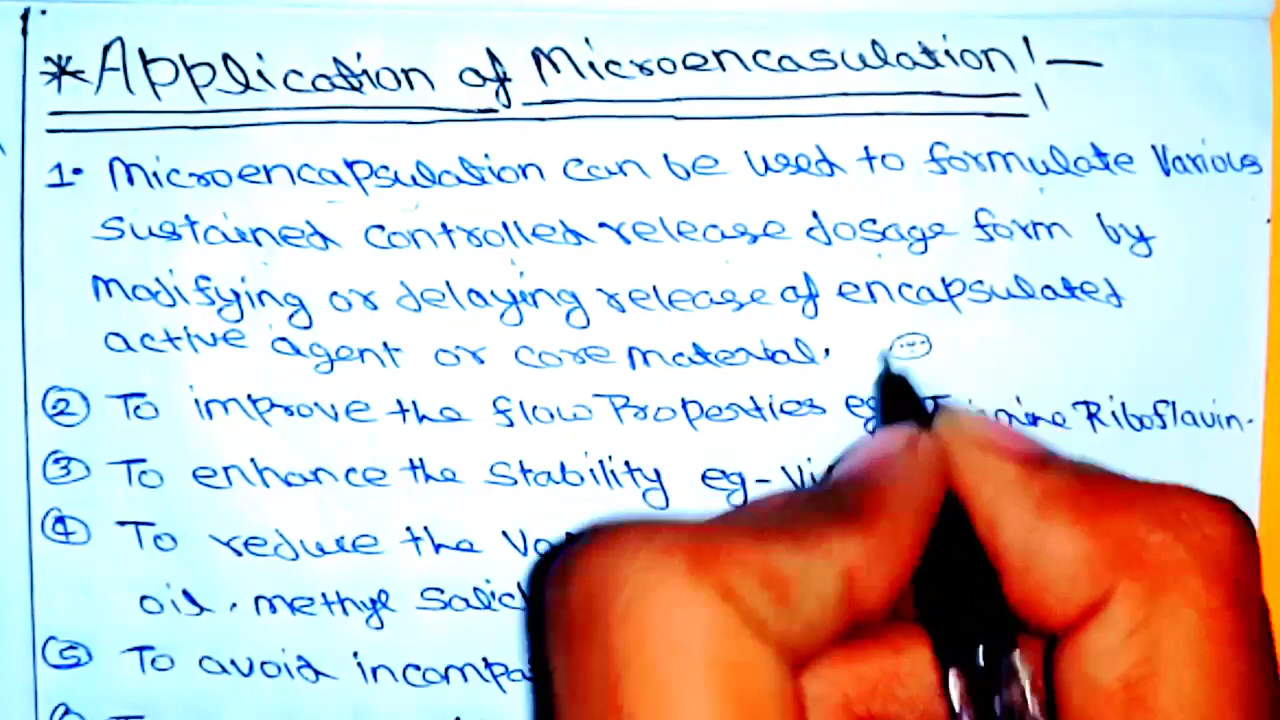 *Application of Microencasulation!—
1. Microencapsulation can be used to formulate Various
sustained controlled release dosage form by
modifying or delaying release of encapsulated
active agent or core material.
② To improve the flow Properties eg Riboflavin.
③ To enhance the stability eg-
④ To reduce the
oil. methyl
⑤ To avoid